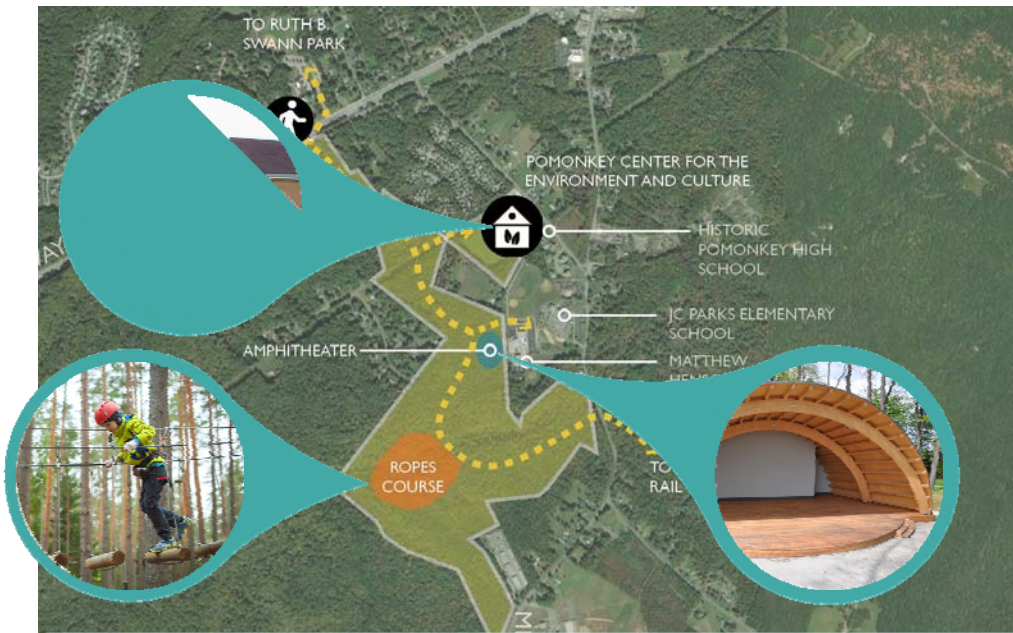 TO RUTH B.
SWANN PARK
POMONKEY CENTER FOR THE
ENVIRONMENT AND CULTURE
HISTORIC
POMONKEY HIGH
SCHOOL
JC PARKS ELEMENTARY
SCHOOL
AMPHITHEATER
MATTHEW
ROPES
COURSE
TO
RAIL